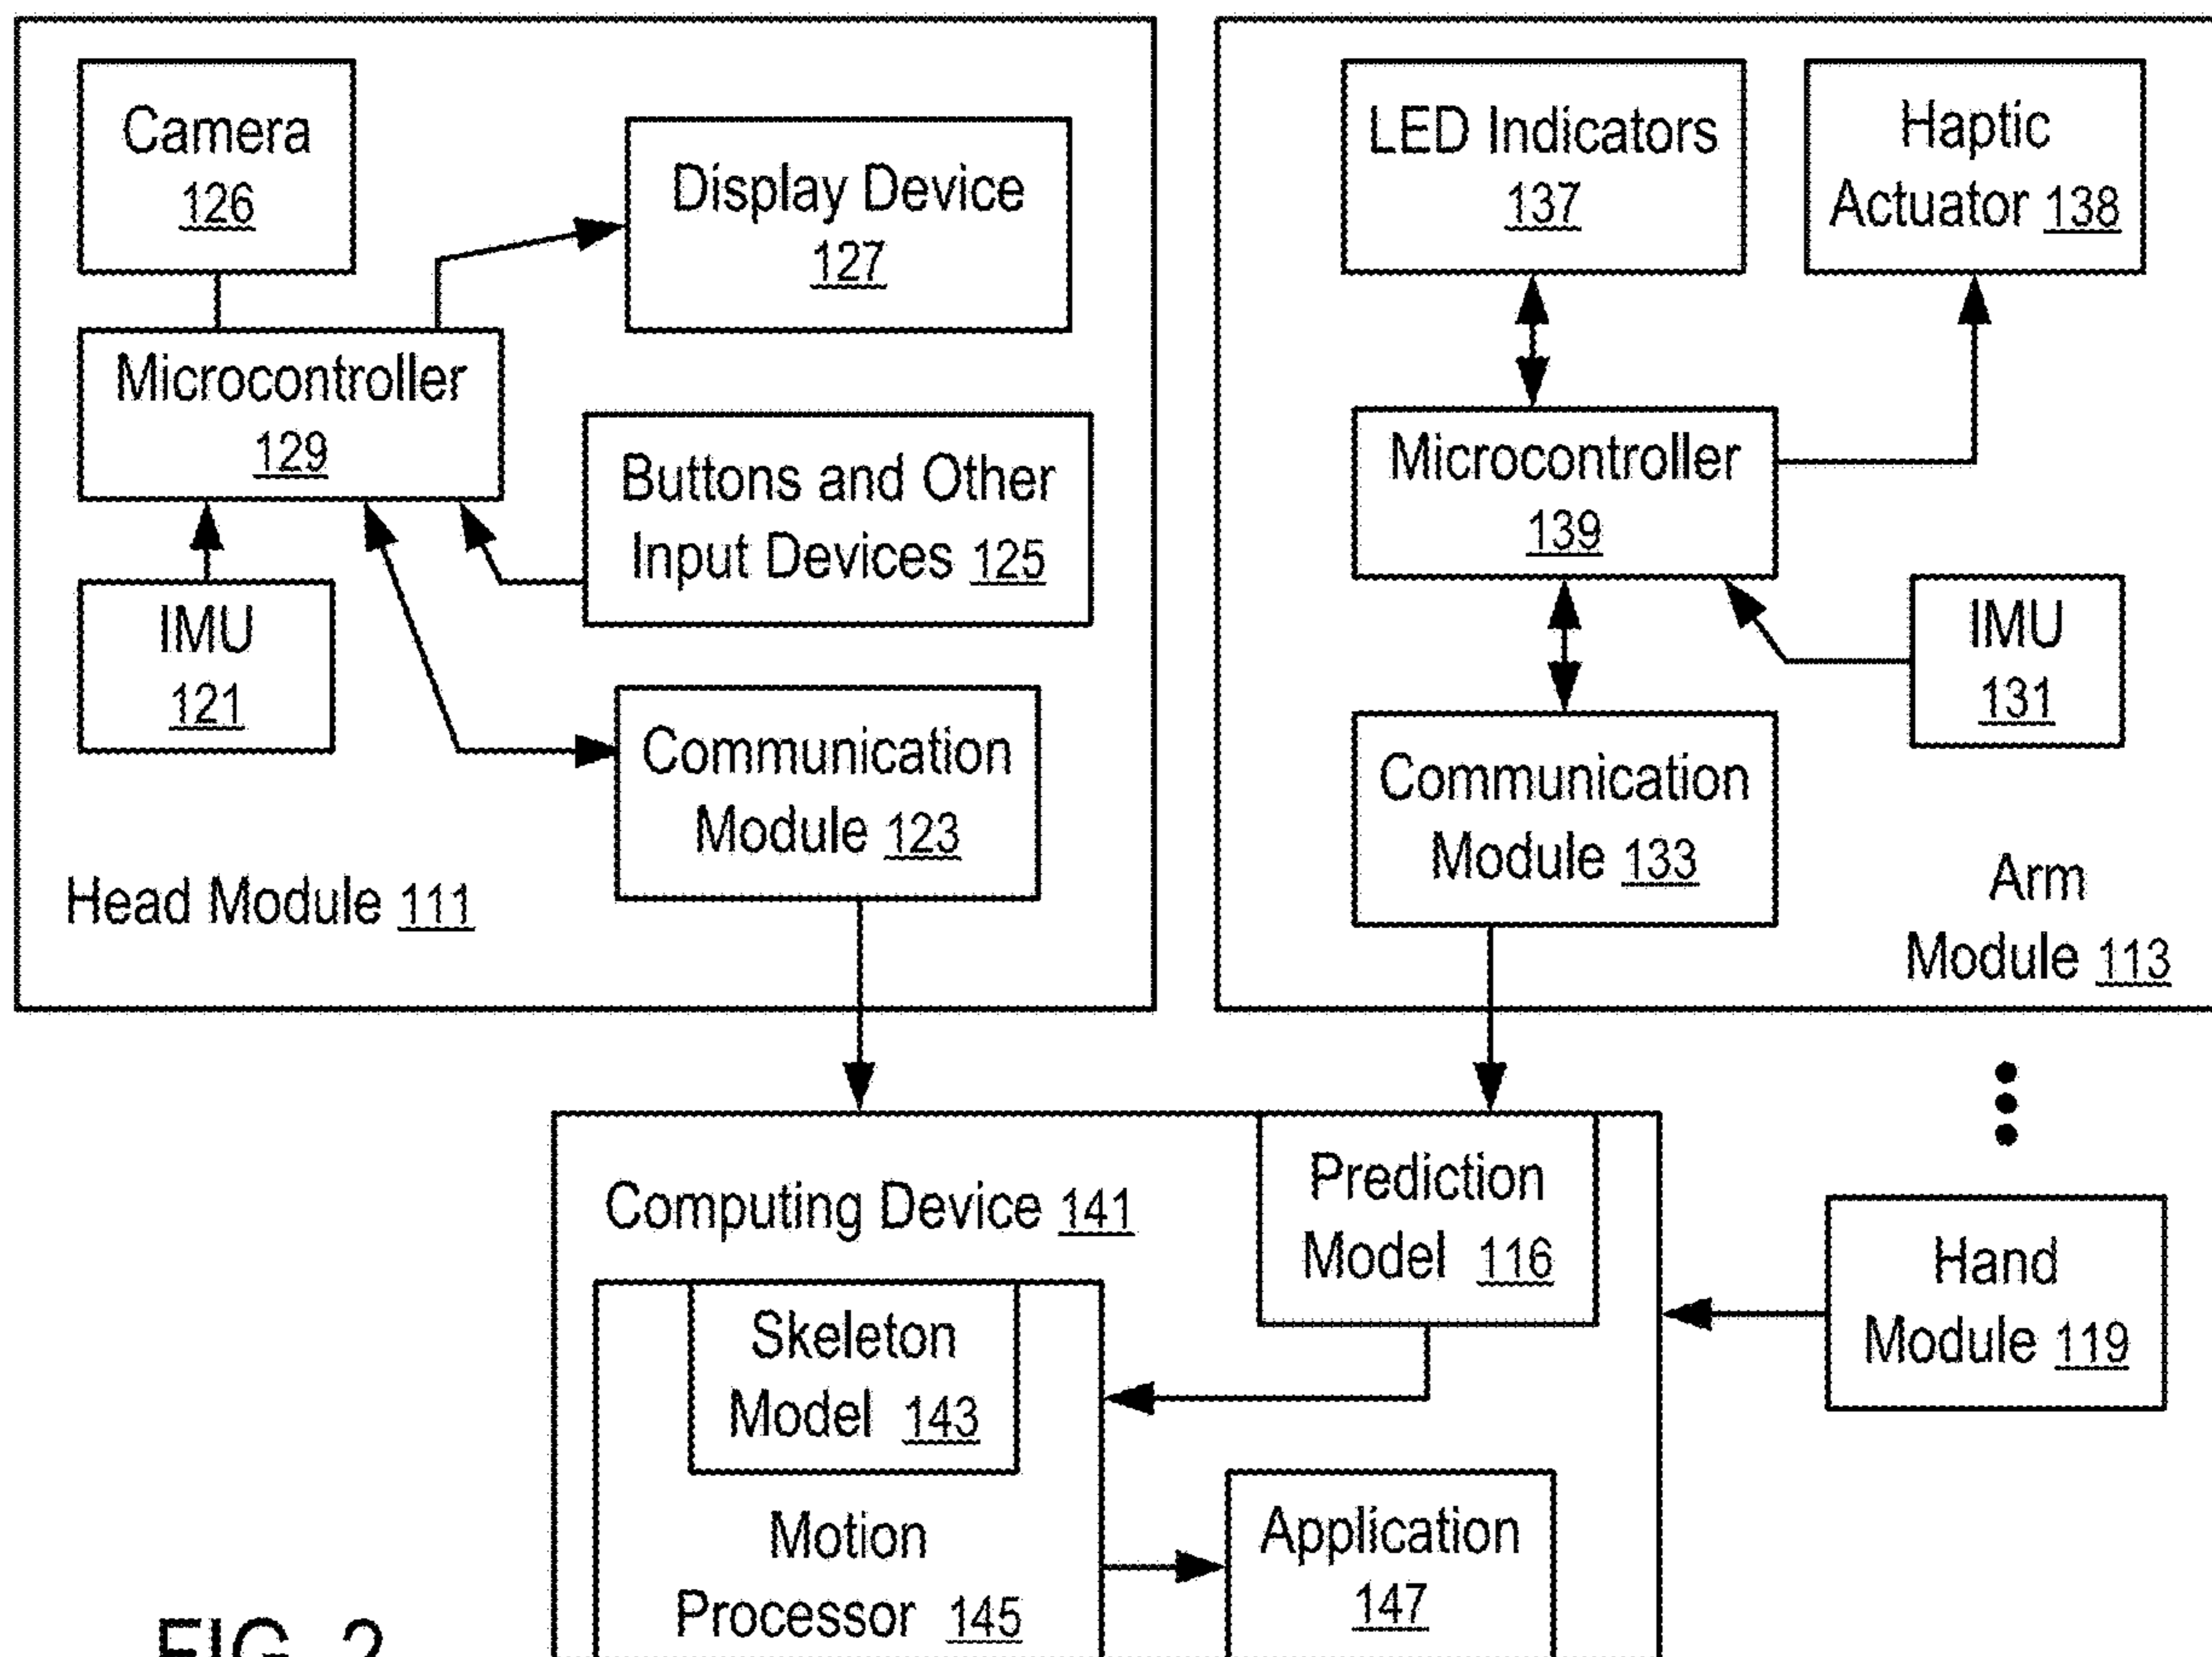 Camera
126
Display Device
127
Microcontroller
129
Buttons and Other
Input Devices 125
IMU
121
Communication
Module 123
Head Module 111
LED Indicators
137
Haptic
Actuator 138
Microcontroller
139
IMU
131
Communication
Module 133
Arm
Module 113
Computing Device 141
Prediction
Model 116
Skeleton
Model 143
Motion
Processor 145
Application
147
Hand
Module 119
FIG. 2